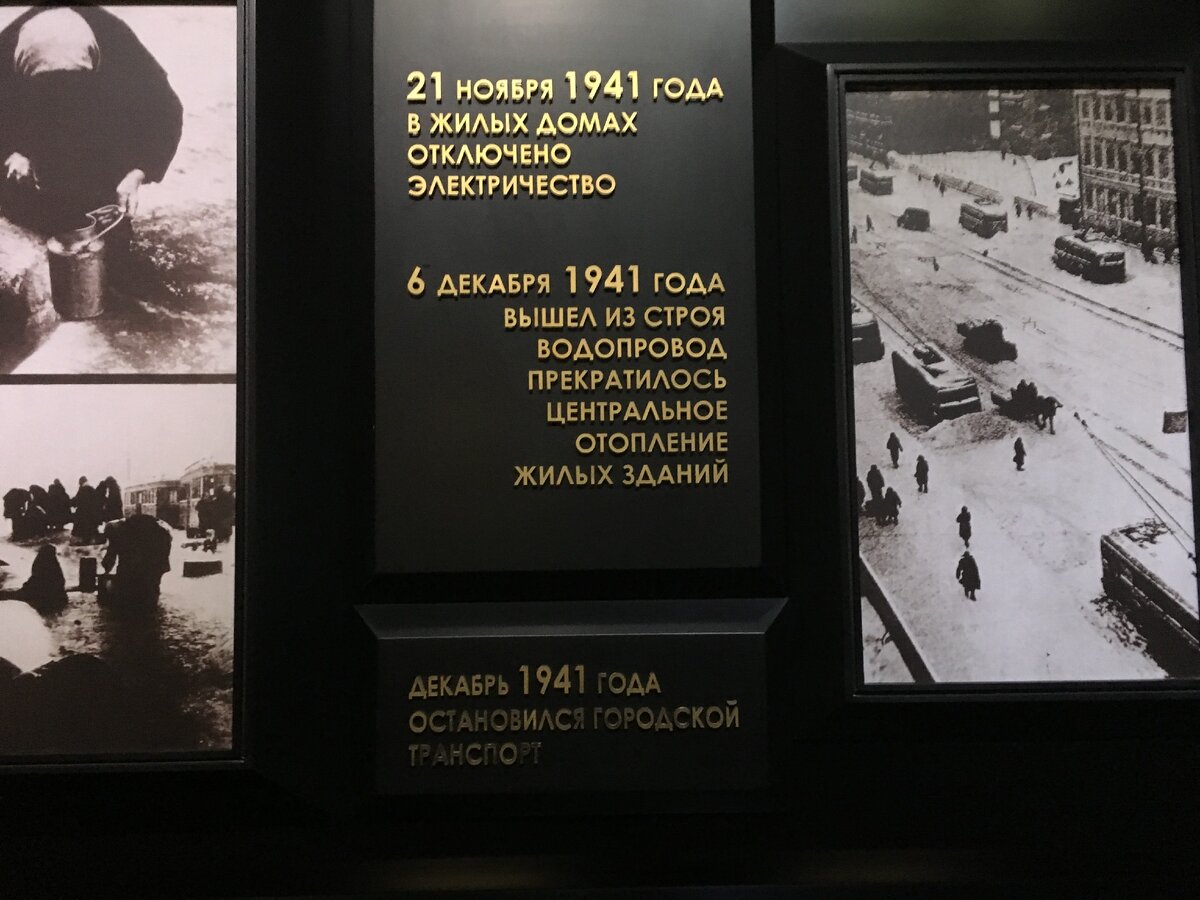 21 НОЯБРЯ 1941 ГОДА
В ЖИЛЫХ ДОМАХ
ОТКЛЮЧЕНО
ЭЛЕКТРИЧЕСТВО
6 ДЕКАБРЯ 1941 ГОДА
ВЫШЕЛ ИЗ СТРОЯ
ВОДОПРОВОД
ПРЕКРАТИЛОСЬ
ЦЕНТРАЛЬНОЕ
ОТОПЛЕНИЕ
ЖИЛЫХ ЗДАНИЙ
ДЕКАБРЬ 1941 ГОДА
ОСТАНОВИЛСЯ ГОРОДСКОЙ
ТРАНСПОРТ